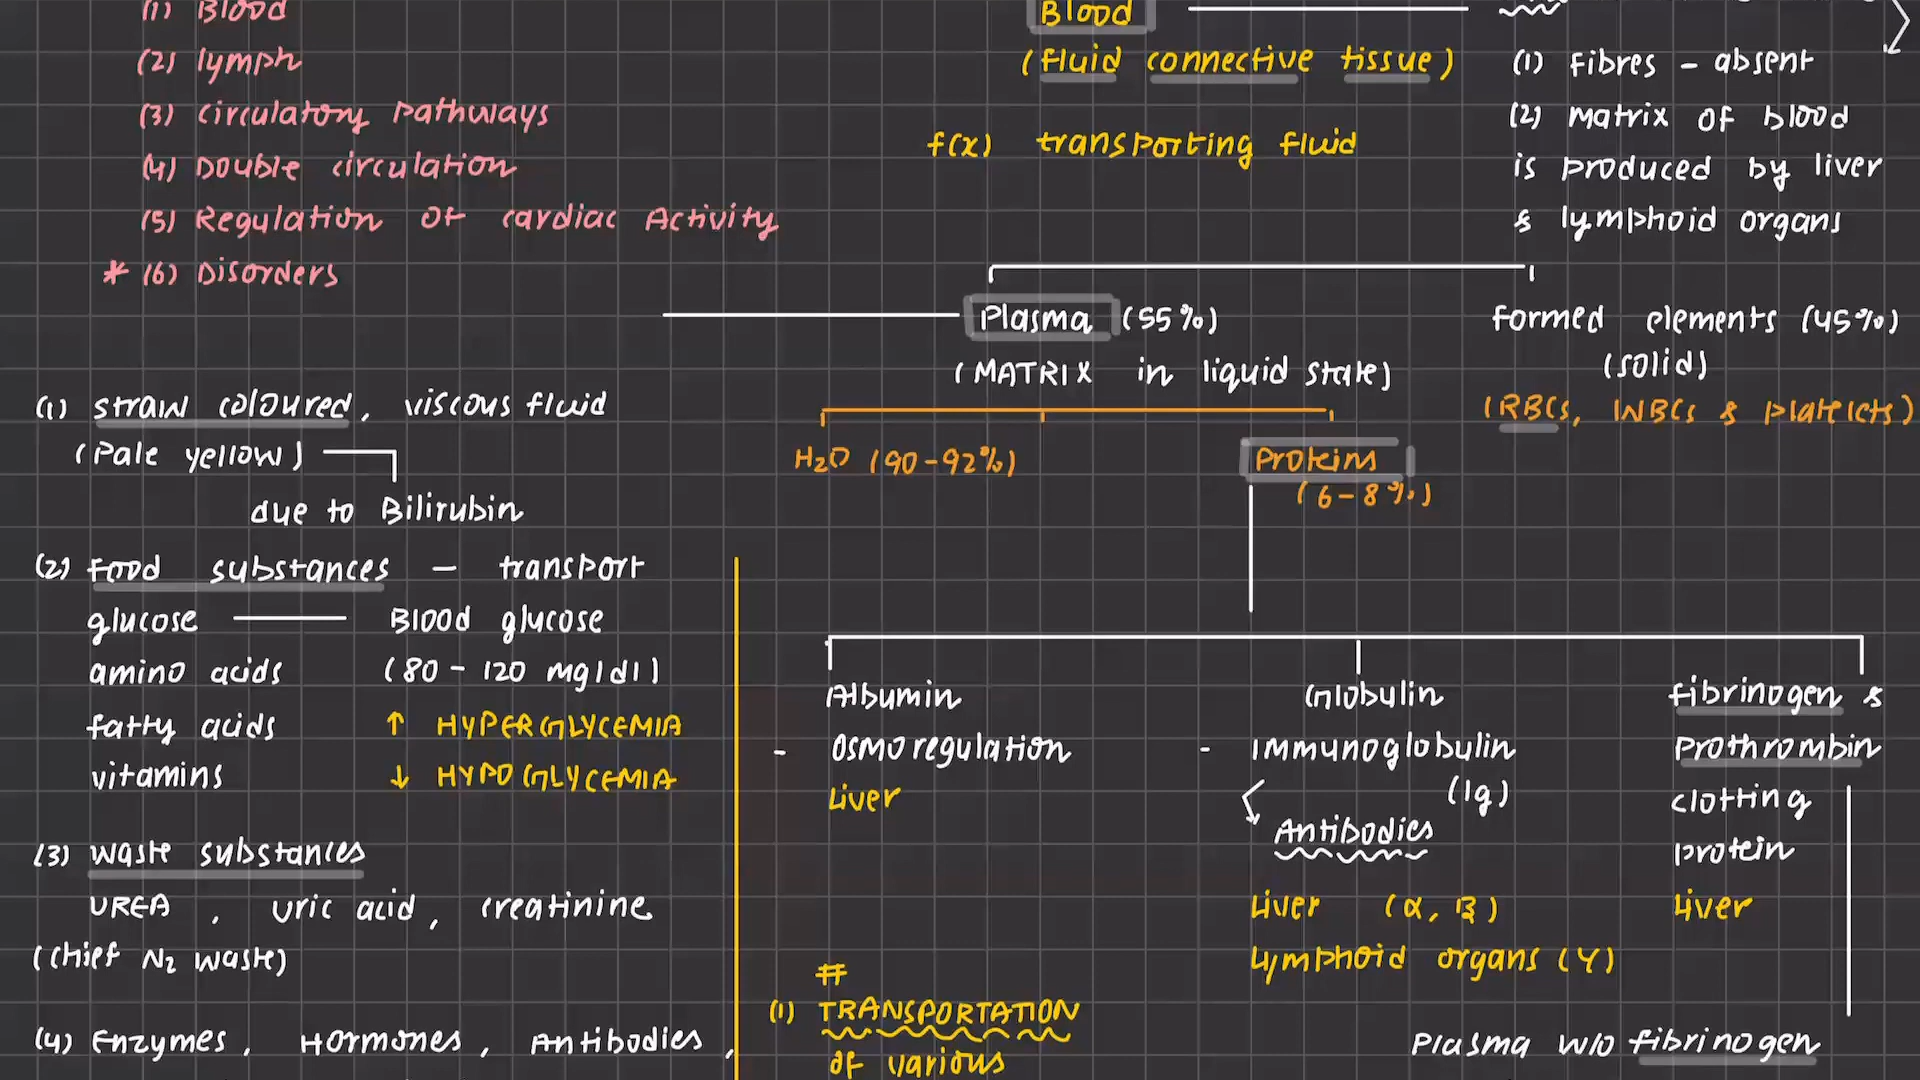 (1) Blood
(2) lymph
(3) circulatory pathways
(4) Double circulation
(5) Regulation of cardiac Activity
* (6) Disorders
Blood
(fluid connective tissue)
f(x) transporting fluid
(1) Fibres - absent
(2) matrix of blood
is produced by liver
& lymphoid organs
Plasma (55%)
(MATRIX in liquid state)
Formed elements (45%)
(solid)
(RBCs, WBCs & platelets)
H₂O (90-92%)
Proteins
(6-8%)
(1) straw coloured, viscous fluid
(Pale yellow)
due to Bilirubin
(2) Food substances - transport
glucose — Blood glucose
amino acids (80 - 120 mg/dl)
fatty acids ↑ HYPERGLYCEMIA
vitamins ↓ HYPOGLYCEMIA
(3) waste substances
UREA, uric acid, creatinine
(chief N₂ waste)
(4) Enzymes, Hormones, Antibodies,
Albumin
- osmoregulation
Liver
Globulin
- Immunoglobulin
(Ig)
Antibodies
Liver (α, β)
Lymphoid organs (γ)
fibrinogen &
prothrombin
clotting
protein
Liver
#
(1) TRANSPORTATION
of various
Plasma w/o fibrinogen